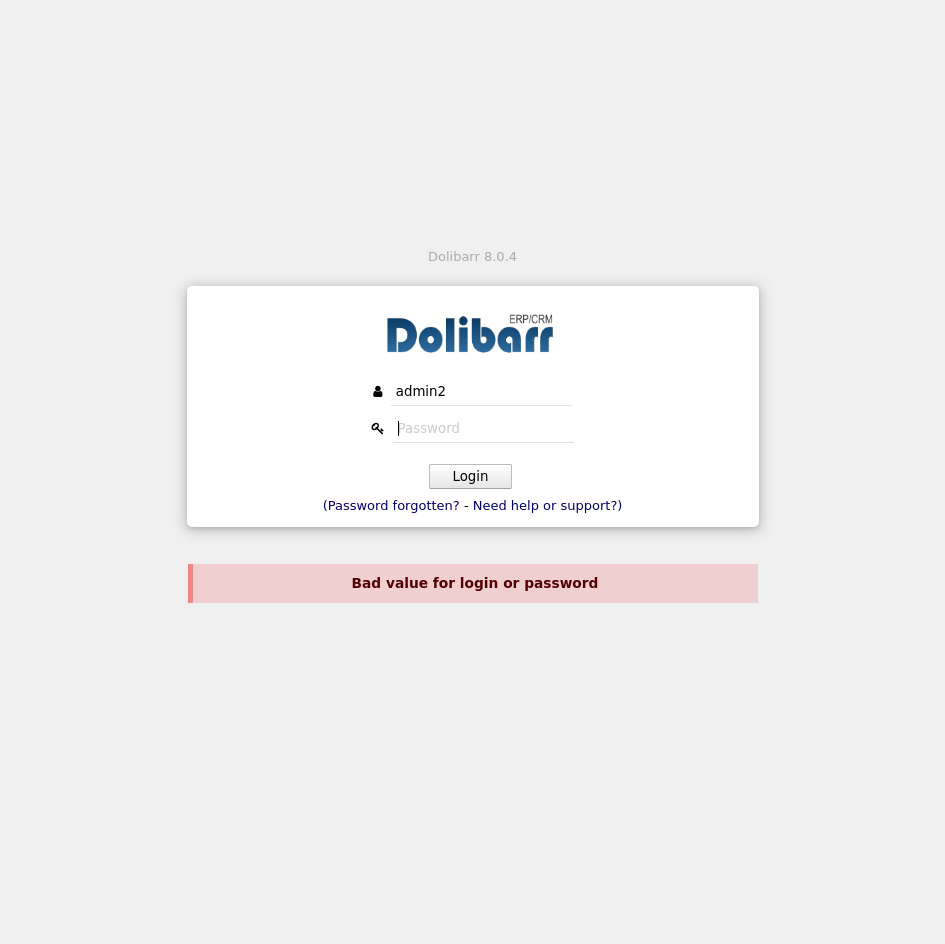 Dolibarr 8.0.4
ERP/CRM
Dolibarr
admin2
Password
Login
(Password forgotten? - Need help or support?)
Bad value for login or password